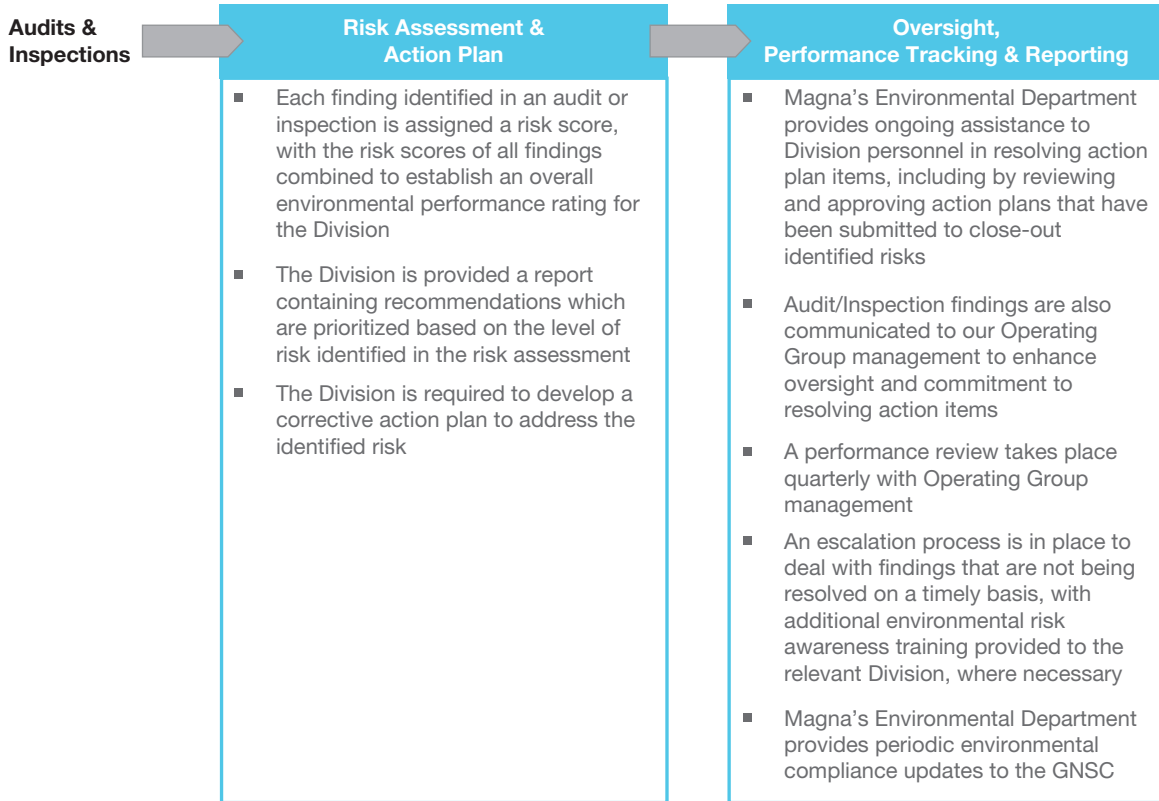 Audits &
Inspections
Risk Assessment &
Action Plan
■ Each finding identified in an audit or
inspection is assigned a risk score,
with the risk scores of all findings
combined to establish an overall
environmental performance rating for
the Division
■ The Division is provided a report
containing recommendations which
are prioritized based on the level of
risk identified in the risk assessment
■ The Division is required to develop a
corrective action plan to address the
identified risk
Oversight,
Performance Tracking & Reporting
■ Magna’s Environmental Department
provides ongoing assistance to
Division personnel in resolving action
plan items, including by reviewing
and approving action plans that have
been submitted to close-out
identified risks
■ Audit/Inspection findings are also
communicated to our Operating
Group management to enhance
oversight and commitment to
resolving action items
■ A performance review takes place
quarterly with Operating Group
management
■ An escalation process is in place to
deal with findings that are not being
resolved on a timely basis, with
additional environmental risk
awareness training provided to the
relevant Division, where necessary
■ Magna’s Environmental Department
provides periodic environmental
compliance updates to the GNSC